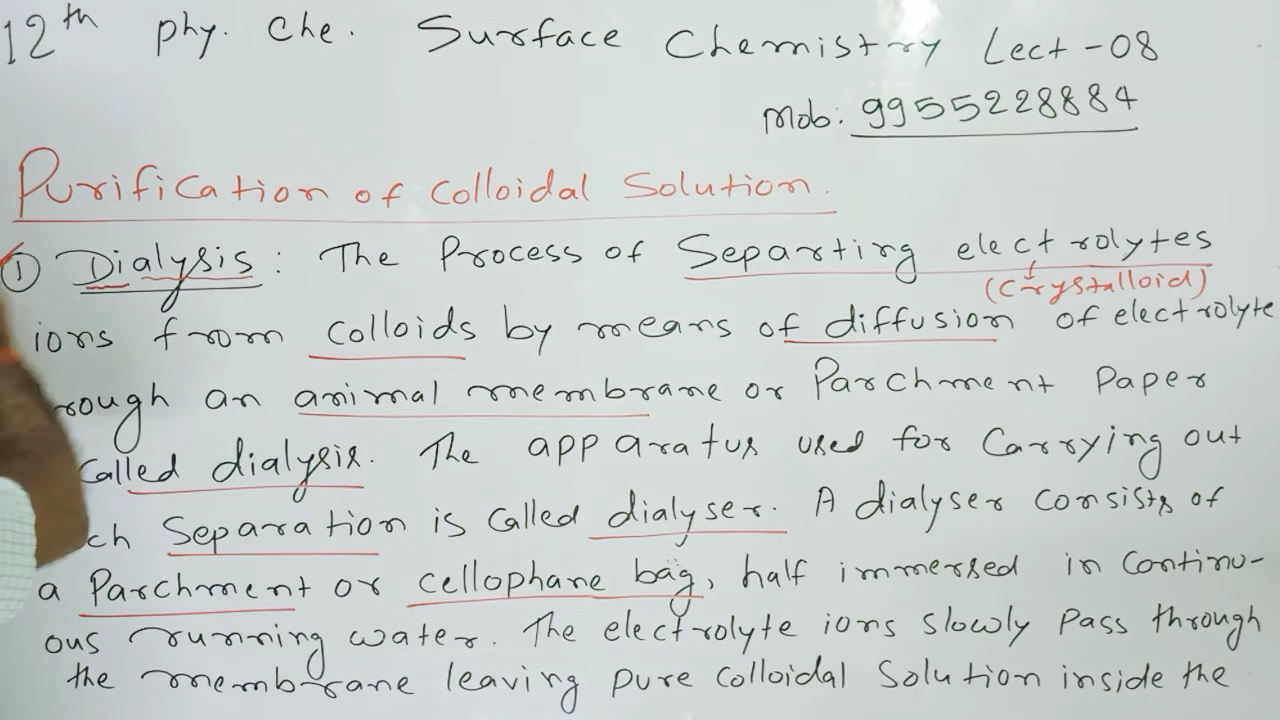 12th phy. che. Surface Chemistry Lect-08
Mob: 9955228884
Purification of Colloidal Solution.
① Dialysis: The Process of Separting electrolytes
(Crystalloid)
ions from colloids by means of diffusion of electrolyte
rough an animal membrane or Parchment Paper
called dialysis. The apparatus used for Carrying out
ch Separation is called dialyser. A dialyser consists of
a Parchment or cellophane bag, half immersed in Continu-
ous running water. The electrolyte ions slowly pass through
the membrane leaving pure colloidal Solution inside the